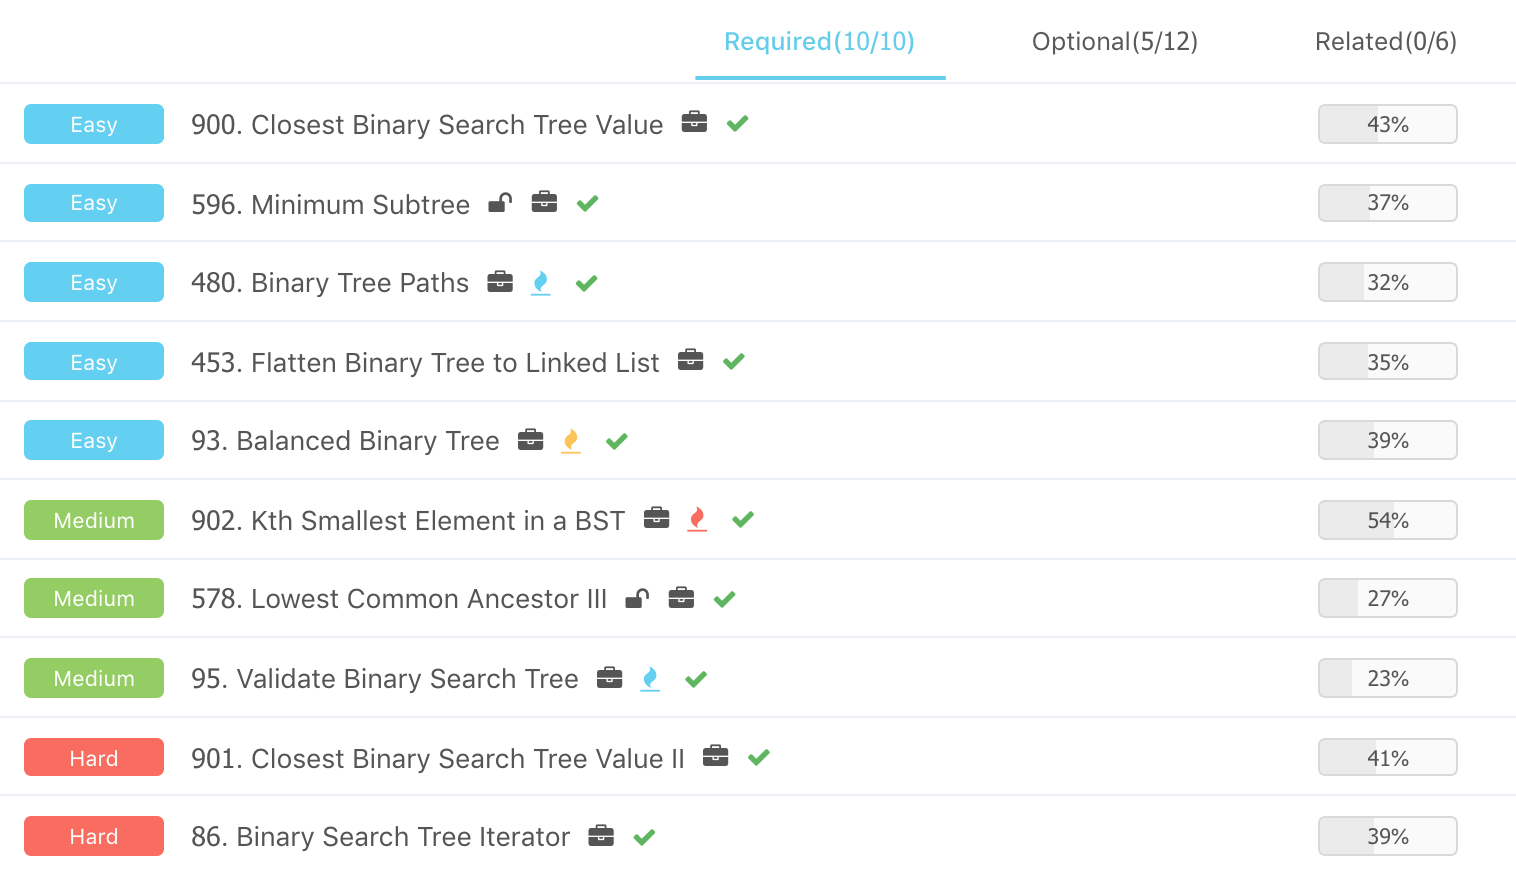 Required(10/10) Optional(5/12) Related(0/6)
Easy 900. Closest Binary Search Tree Value 43%
Easy 596. Minimum Subtree 37%
Easy 480. Binary Tree Paths 32%
Easy 453. Flatten Binary Tree to Linked List 35%
Easy 93. Balanced Binary Tree 39%
Medium 902. Kth Smallest Element in a BST 54%
Medium 578. Lowest Common Ancestor III 27%
Medium 95. Validate Binary Search Tree 23%
Hard 901. Closest Binary Search Tree Value II 41%
Hard 86. Binary Search Tree Iterator 39%